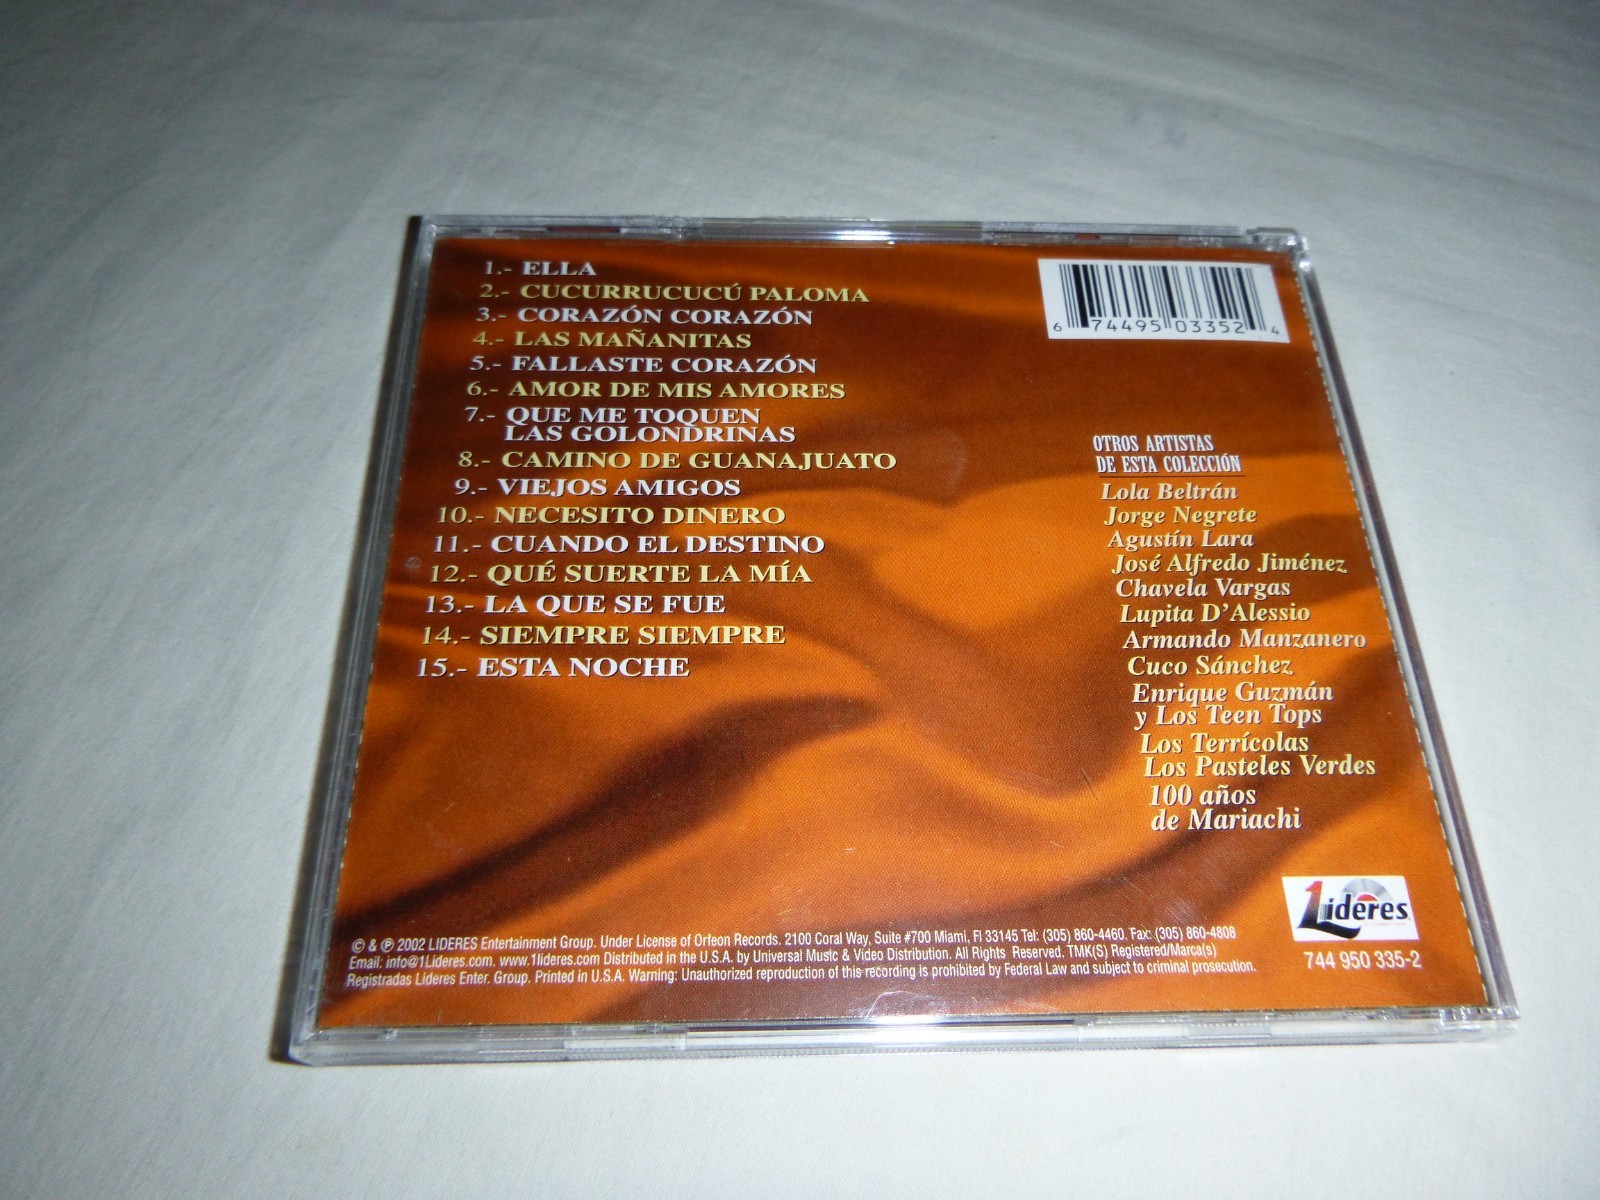 1.- ELLA
2.- CUCURRUCUCÚ PALOMA
3.- CORAZÓN CORAZÓN
4.- LAS MAÑANITAS
5.- FALLASTE CORAZÓN
6.- AMOR DE MIS AMORES
7.- QUE ME TOQUEN
LAS GOLONDRINAS
8.- CAMINO DE GUANAJUATO
9.- VIEJOS AMIGOS
10.- NECESITO DINERO
11.- CUANDO EL DESTINO
12.- QUÉ SUERTE LA MÍA
13.- LA QUE SE FUE
14.- SIEMPRE SIEMPRE
15.- ESTA NOCHE
6 74495 03352 4
OTROS ARTISTAS
DE ESTA COLECCIÓN
Lola Beltrán
Jorge Negrete
Agustín Lara
José Alfredo Jiménez
Chavela Vargas
Lupita D'Alessio
Armando Manzanero
Cuco Sánchez
Enrique Guzmán
y Los Teen Tops
Los Terrícolas
Los Pasteles Verdes
100 años
de Mariachi
1Lideres
744 950 335-2
© & ℗ 2002 LIDERES Entertainment Group. Under License of Orfeon Records. 2100 Coral Way, Suite #700 Miami, Fl 33145 Tel: (305) 860-4460. Fax: (305) 860-4808
Email: info@1Lideres.com. www.1lideres.com Distributed in the U.S.A. by Universal Music & Video Distribution. All Rights Reserved. TMK(S) Registered/Marca(s)
Registradas Lideres Enter. Group. Printed in U.S.A. Warning: Unauthorized reproduction of this recording is prohibited by Federal Law and subject to criminal prosecution.